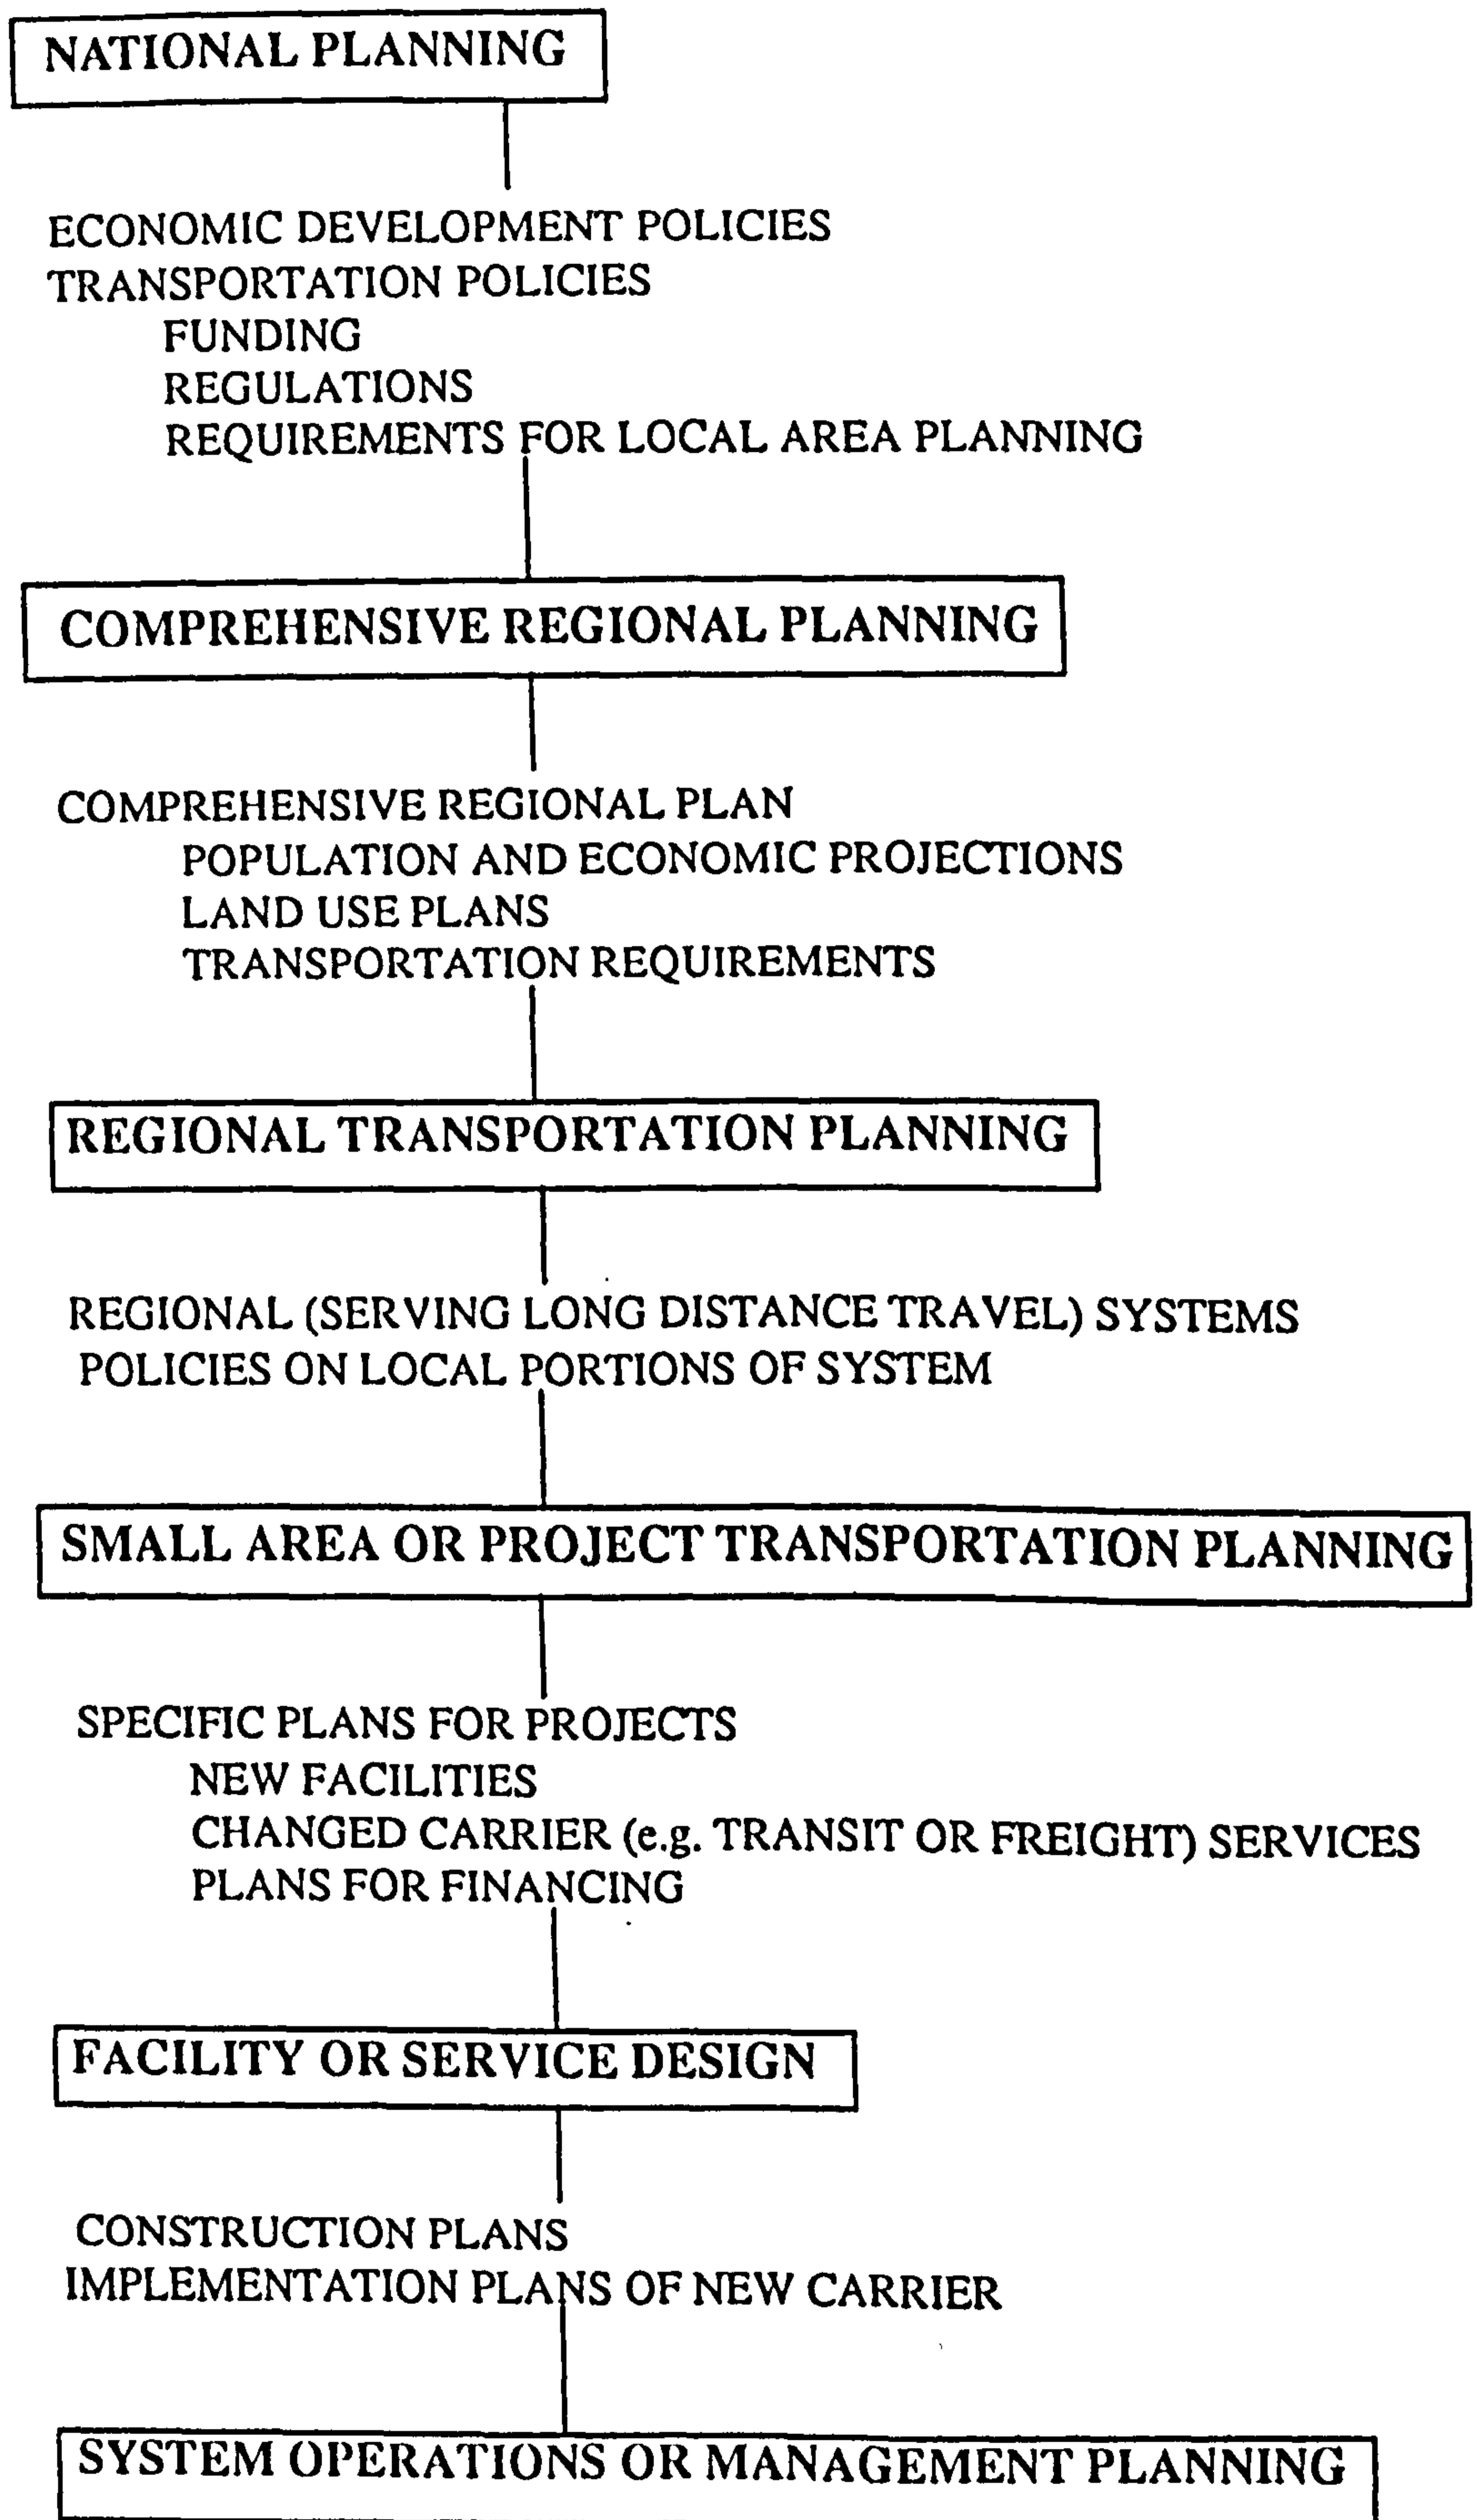 NATIONAL PLANNING
ECONOMIC DEVELOPMENT POLICIES
TRANSPORTATION POLICIES
FUNDING
REGULATIONS
REQUIREMENTS FOR LOCAL AREA PLANNING
COMPREHENSIVE REGIONAL PLANNING
COMPREHENSIVE REGIONAL PLAN
POPULATION AND ECONOMIC PROJECTIONS
LAND USE PLANS
TRANSPORTATION REQUIREMENTS
REGIONAL TRANSPORTATION PLANNING
REGIONAL (SERVING LONG DISTANCE TRAVEL) SYSTEMS
POLICIES ON LOCAL PORTIONS OF SYSTEM
SMALL AREA OR PROJECT TRANSPORTATION PLANNING
SPECIFIC PLANS FOR PROJECTS
NEW FACILITIES
CHANGED CARRIER (e.g. TRANSIT OR FREIGHT) SERVICES
PLANS FOR FINANCING
FACILITY OR SERVICE DESIGN
CONSTRUCTION PLANS
IMPLEMENTATION PLANS OF NEW CARRIER
SYSTEM OPERATIONS OR MANAGEMENT PLANNING